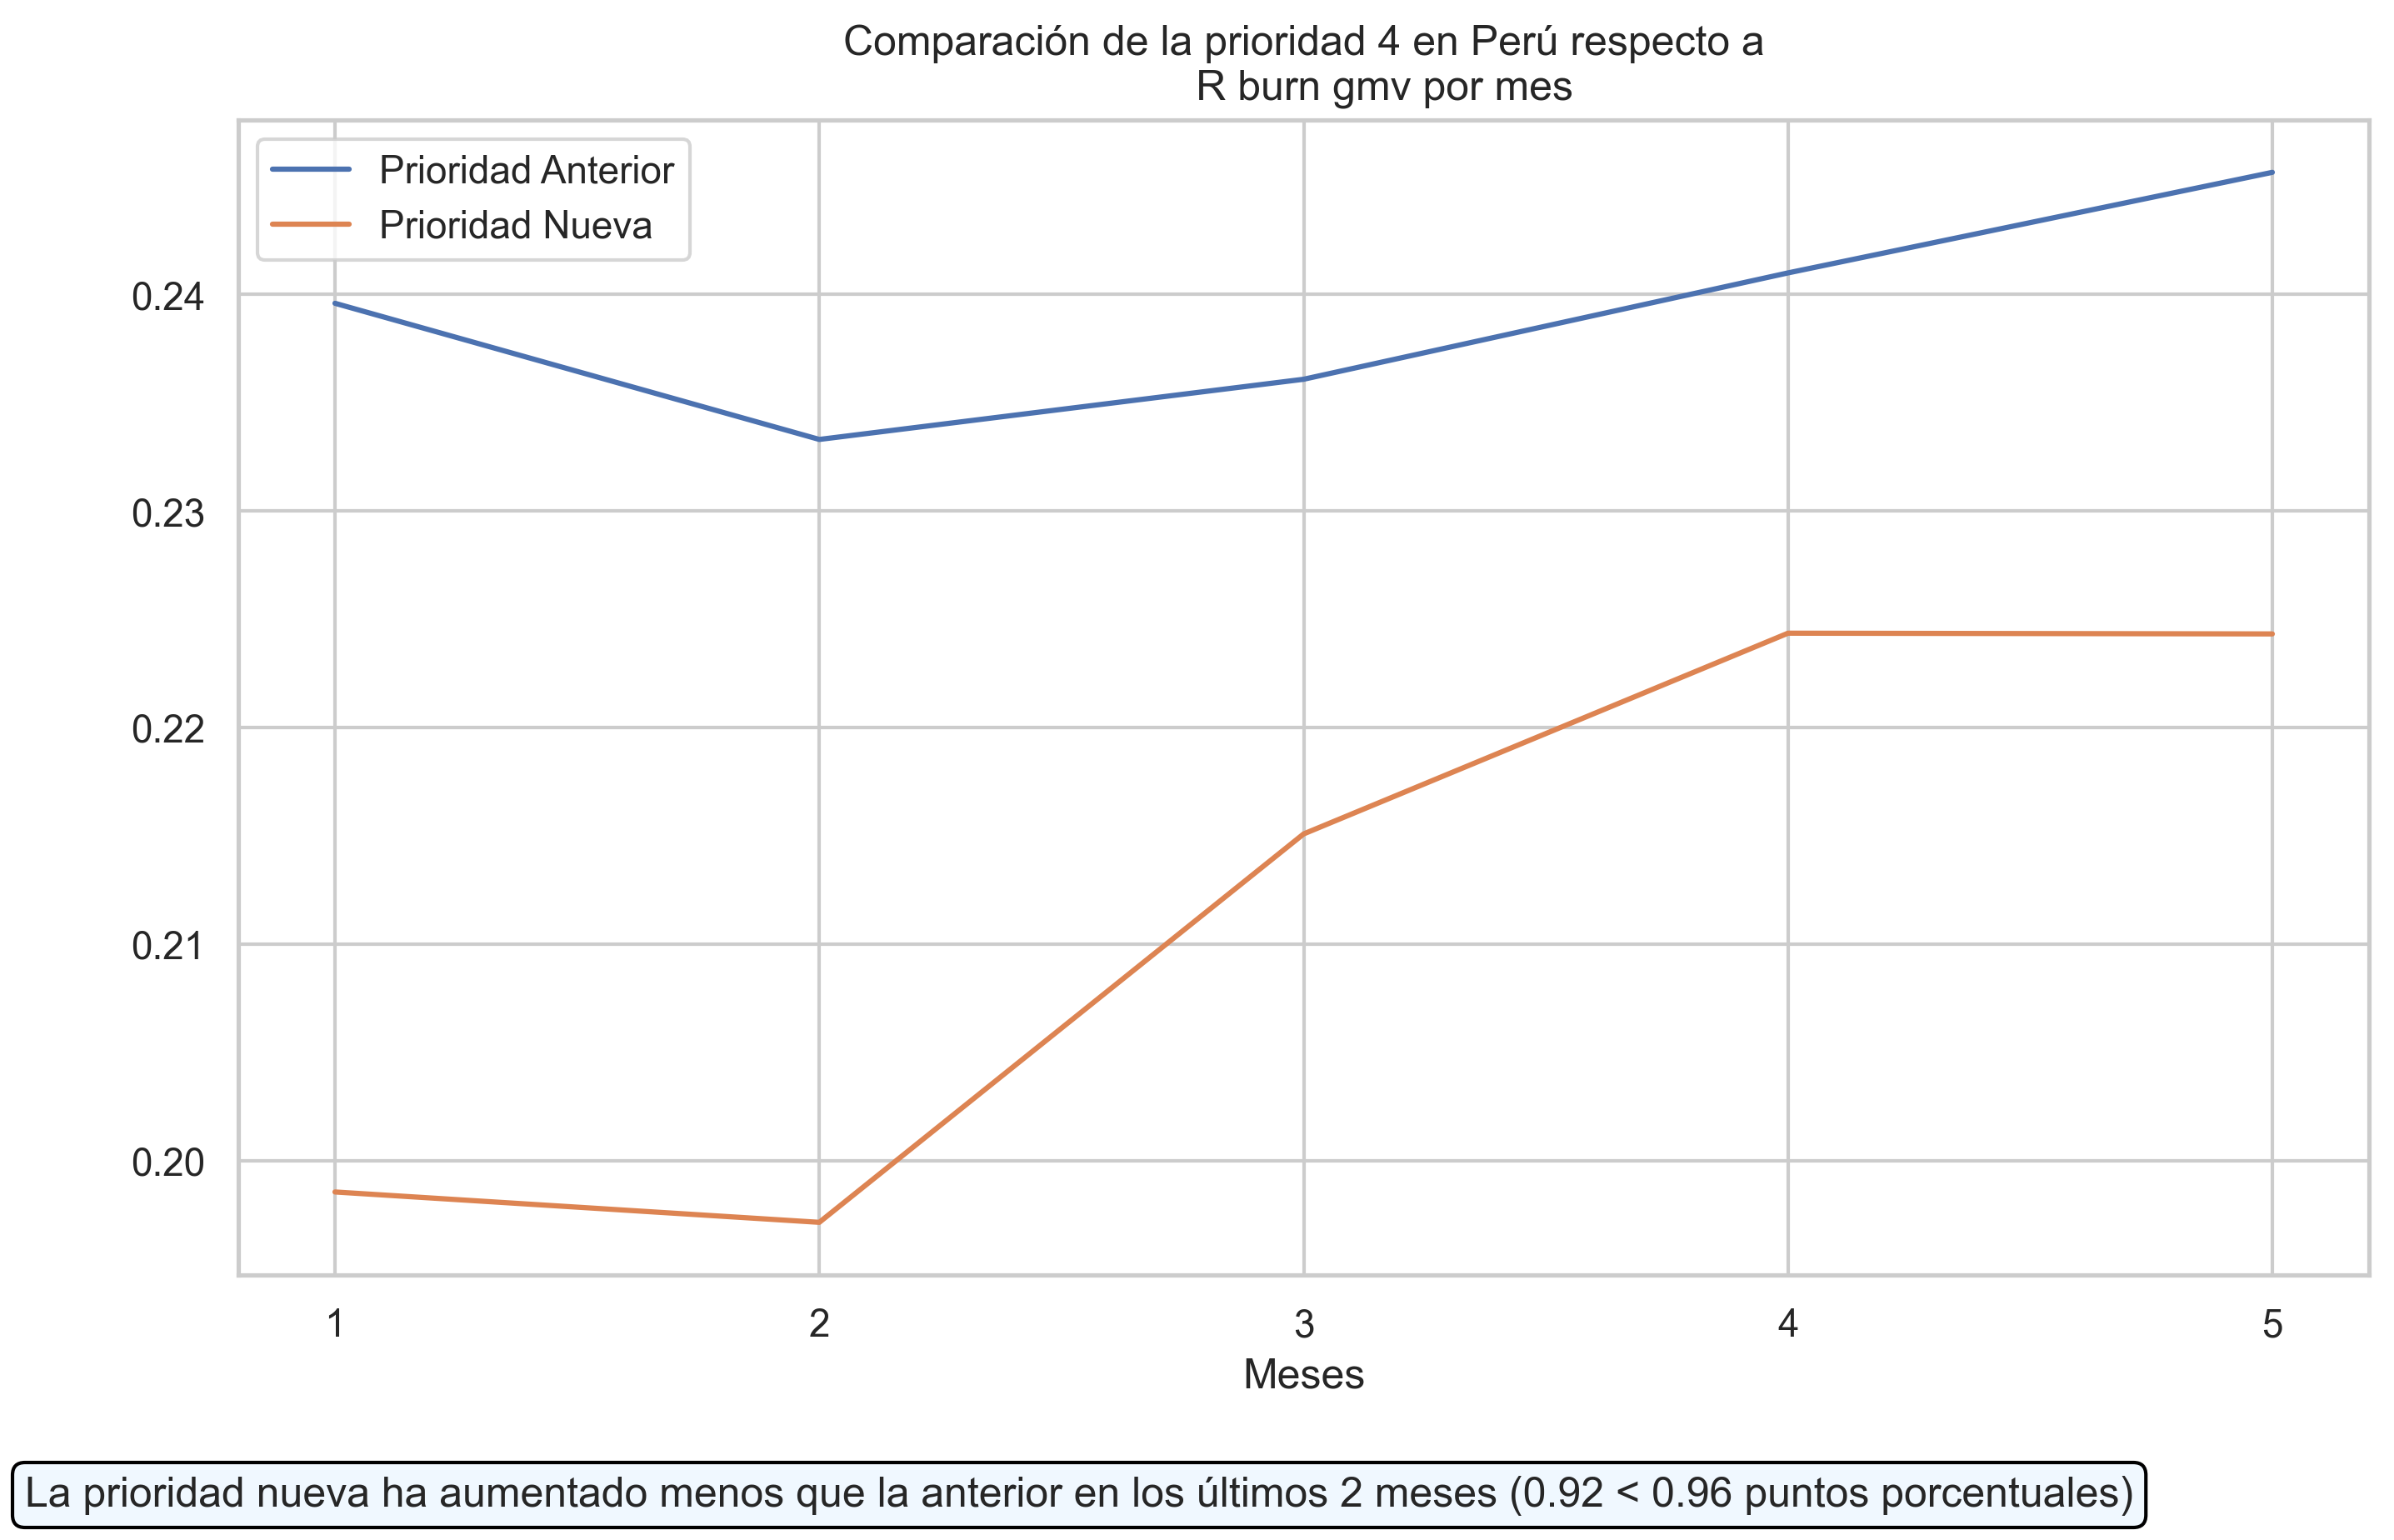 Comparación de la prioridad 4 en Perú respecto a
R burn gmv por mes
Prioridad Anterior
Prioridad Nueva
0.24
0.23
0.22
0.21
0.20
1 2 3 4 5
Meses
La prioridad nueva ha aumentado menos que la anterior en los últimos 2 meses (0.92 < 0.96 puntos porcentuales)